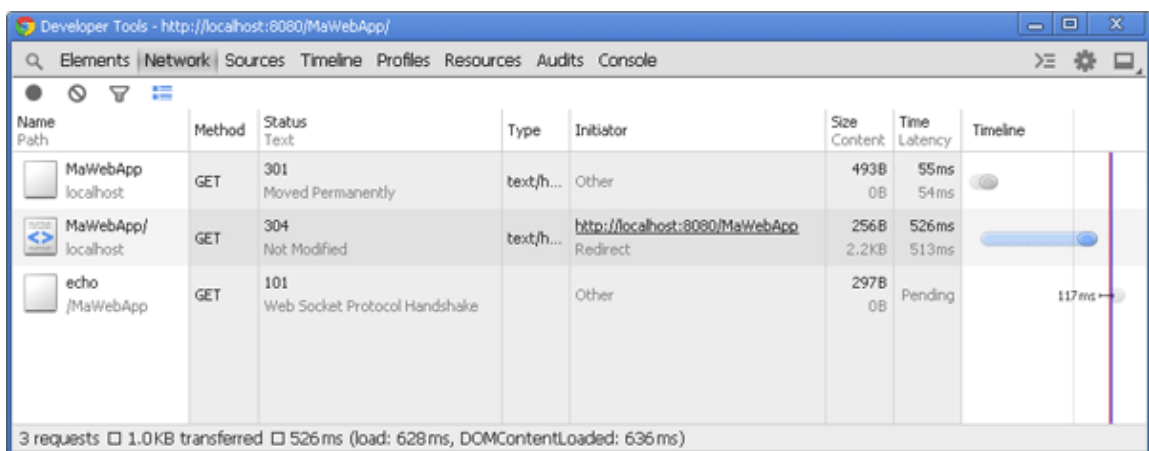 Developer Tools - http://localhost:8080/MaWebApp/
Elements Network Sources Timeline Profiles Resources Audits Console
Name Method Status Type Initiator Size Time Timeline
Path Text Content Latency
MaWebApp GET 301 text/h... Other 493B 55ms
localhost Moved Permanently 0B 54ms
MaWebApp/ GET 304 text/h... http://localhost:8080/MaWebApp 256B 526ms
localhost Not Modified Redirect 2.2KB 513ms
echo GET 101 Other 297B Pending 117ms
/MaWebApp Web Socket Protocol Handshake 0B
3 requests □ 1.0KB transferred □ 526ms (load: 628ms, DOMContentLoaded: 636ms)